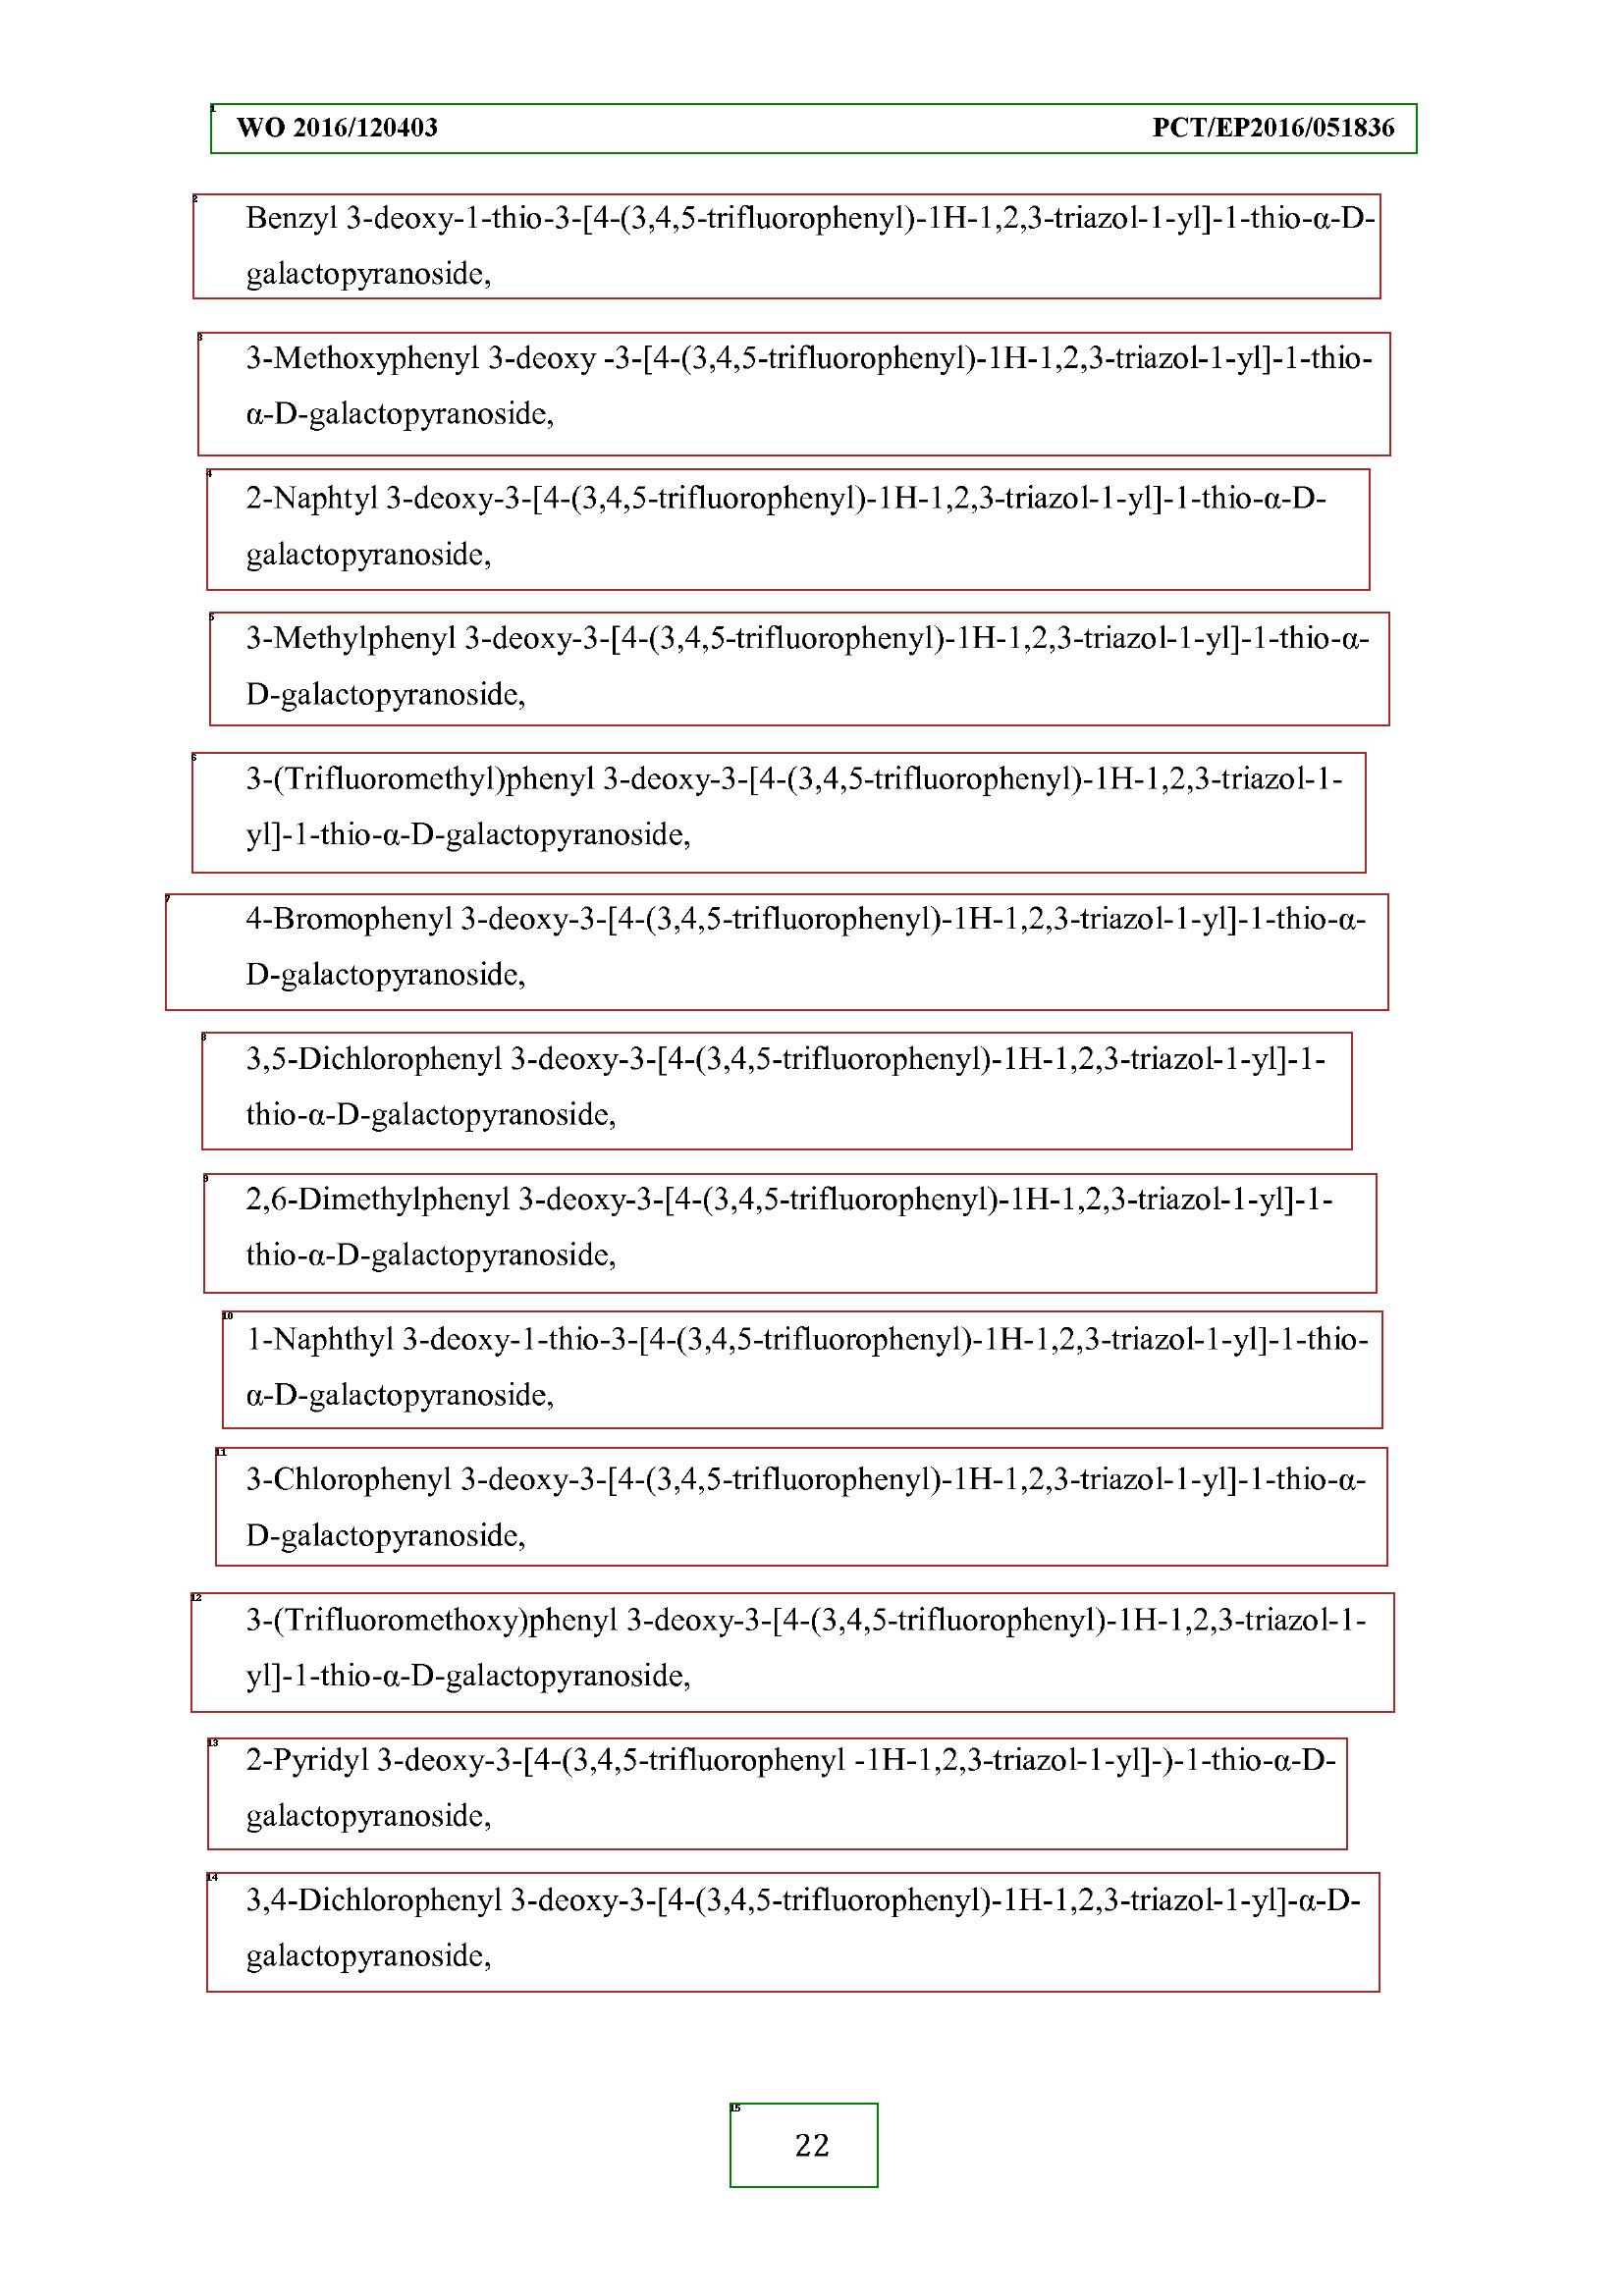 WO 2016/120403 PCT/EP2016/051836
Benzyl 3-deoxy-1-thio-3-[4-(3,4,5-trifluorophenyl)-1H-1,2,3-triazol-1-yl]-1-thio-α-D-
galactopyranoside,
3-Methoxyphenyl 3-deoxy -3-[4-(3,4,5-trifluorophenyl)-1H-1,2,3-triazol-1-yl]-1-thio-
α-D-galactopyranoside,
2-Naphtyl 3-deoxy-3-[4-(3,4,5-trifluorophenyl)-1H-1,2,3-triazol-1-yl]-1-thio-α-D-
galactopyranoside,
3-Methylphenyl 3-deoxy-3-[4-(3,4,5-trifluorophenyl)-1H-1,2,3-triazol-1-yl]-1-thio-α-
D-galactopyranoside,
3-(Trifluoromethyl)phenyl 3-deoxy-3-[4-(3,4,5-trifluorophenyl)-1H-1,2,3-triazol-1-
yl]-1-thio-α-D-galactopyranoside,
4-Bromophenyl 3-deoxy-3-[4-(3,4,5-trifluorophenyl)-1H-1,2,3-triazol-1-yl]-1-thio-α-
D-galactopyranoside,
3,5-Dichlorophenyl 3-deoxy-3-[4-(3,4,5-trifluorophenyl)-1H-1,2,3-triazol-1-yl]-1-
thio-α-D-galactopyranoside,
2,6-Dimethylphenyl 3-deoxy-3-[4-(3,4,5-trifluorophenyl)-1H-1,2,3-triazol-1-yl]-1-
thio-α-D-galactopyranoside,
1-Naphthyl 3-deoxy-1-thio-3-[4-(3,4,5-trifluorophenyl)-1H-1,2,3-triazol-1-yl]-1-thio-
α-D-galactopyranoside,
3-Chlorophenyl 3-deoxy-3-[4-(3,4,5-trifluorophenyl)-1H-1,2,3-triazol-1-yl]-1-thio-α-
D-galactopyranoside,
3-(Trifluoromethoxy)phenyl 3-deoxy-3-[4-(3,4,5-trifluorophenyl)-1H-1,2,3-triazol-1-
yl]-1-thio-α-D-galactopyranoside,
2-Pyridyl 3-deoxy-3-[4-(3,4,5-trifluorophenyl -1H-1,2,3-triazol-1-yl]-)-1-thio-α-D-
galactopyranoside,
3,4-Dichlorophenyl 3-deoxy-3-[4-(3,4,5-trifluorophenyl)-1H-1,2,3-triazol-1-yl]-α-D-
galactopyranoside,
22